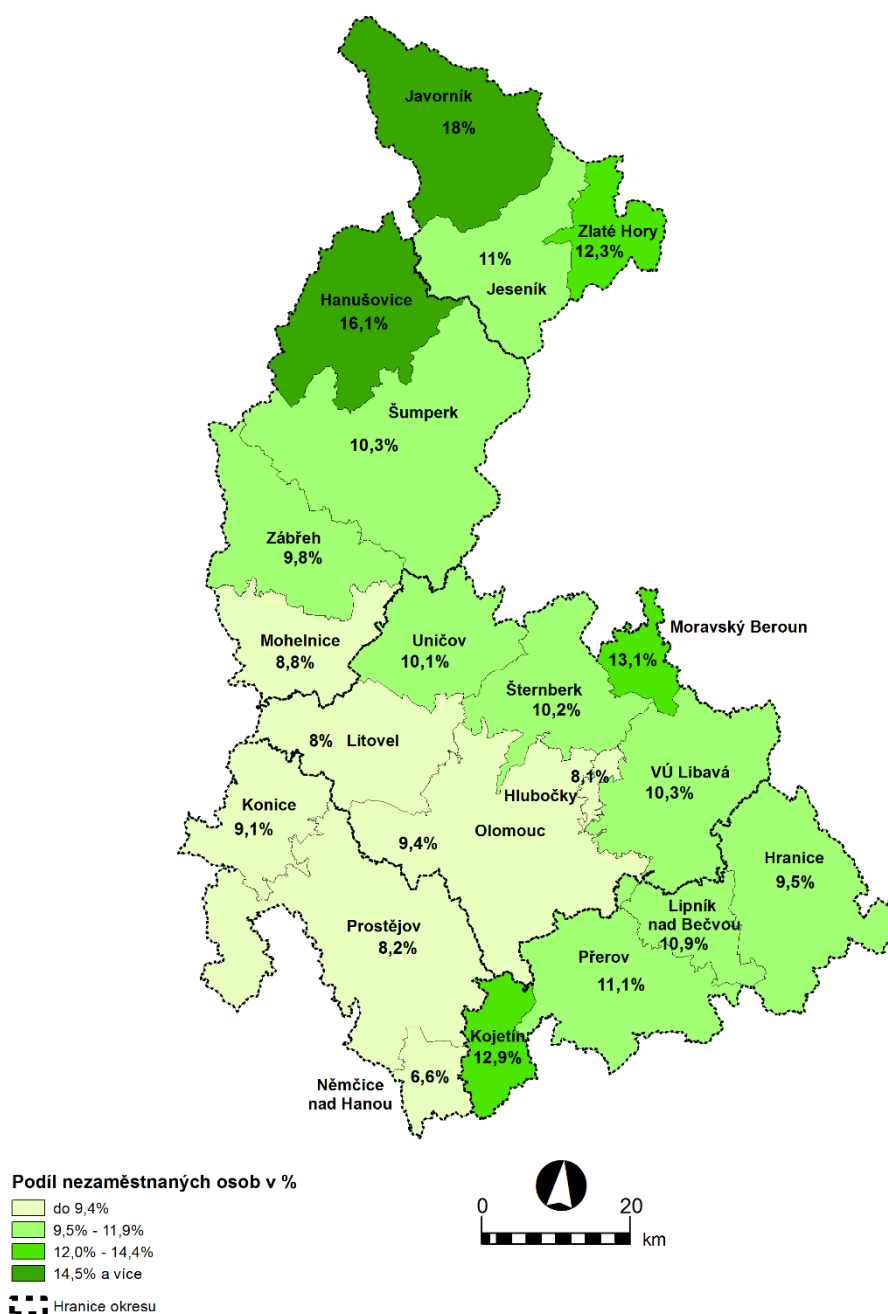 Javorník
18%
Zlaté Hory
12,3%
11%
Jeseník
Hanušovice
16,1%
Šumperk
10,3%
Zábřeh
9,8%
Mohelnice
8,8%
Uničov
10,1%
Moravský Beroun
13,1%
Šternberk
10,2%
8% Litovel
8,1%
Hlubočky
VÚ Libavá
10,3%
Konice
9,1%
9,4%
Olomouc
Hranice
9,5%
Lipník
nad Bečvou
10,9%
Prostějov
8,2%
Přerov
11,1%
Kojetín
12,9%
6,6%
Němčice
nad Hanou
Podíl nezaměstnaných osob v %
do 9,4%
9,5% - 11,9%
12,0% - 14,4%
14,5% a více
Hranice okresu
0 20
km